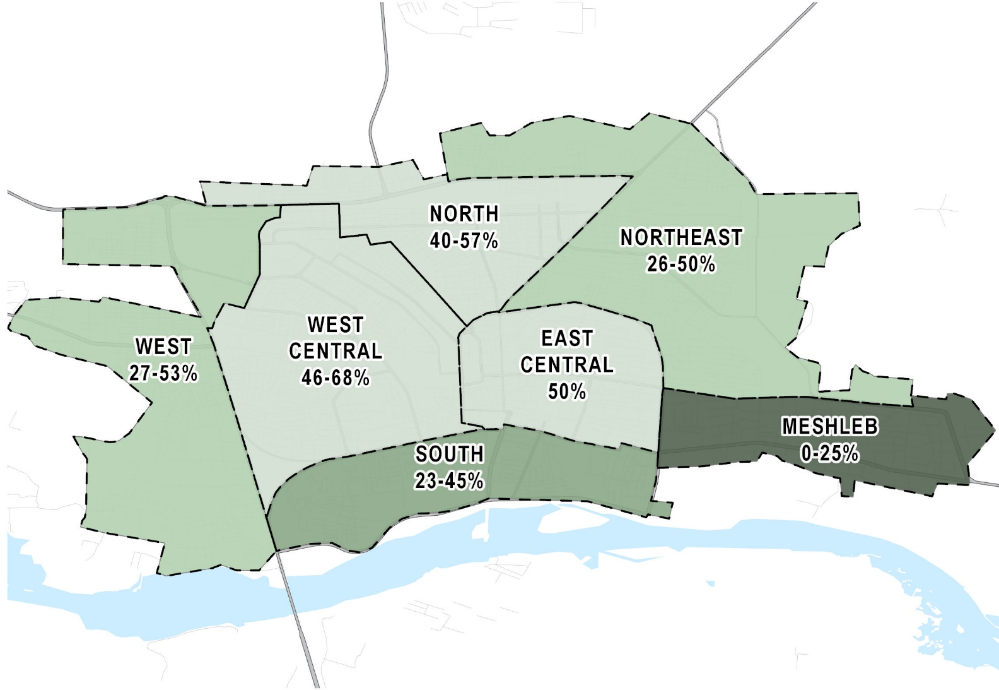 NORTH
40-57%
NORTHEAST
26-50%
WEST
CENTRAL
46-68%
EAST
CENTRAL
50%
WEST
27-53%
MESHLEB
0-25%
SOUTH
23-45%